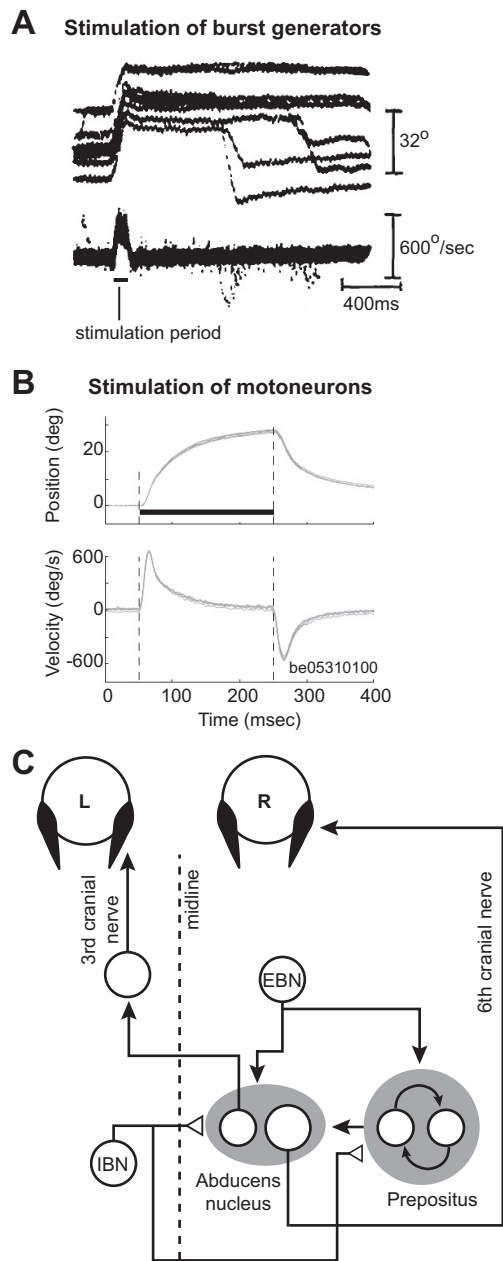 A Stimulation of burst generators
32°
600°/sec
400ms
stimulation period
B Stimulation of motoneurons
Position (deg)
20
0
Velocity (deg/s)
600
0
-600
be05310100
0 100 200 300 400
Time (msec)
C
L R
3rd cranial
nerve
midline
6th cranial nerve
EBN
IBN
Abducens
nucleus
Prepositus